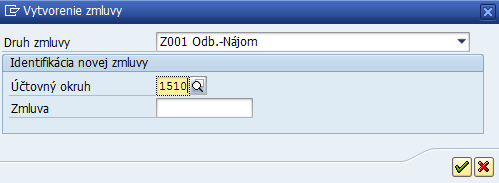 Vytvorenie zmluvy
Druh zmluvy Z001 Odb.-Nájom
Identifikácia novej zmluvy
Účtovný okruh 1510
Zmluva